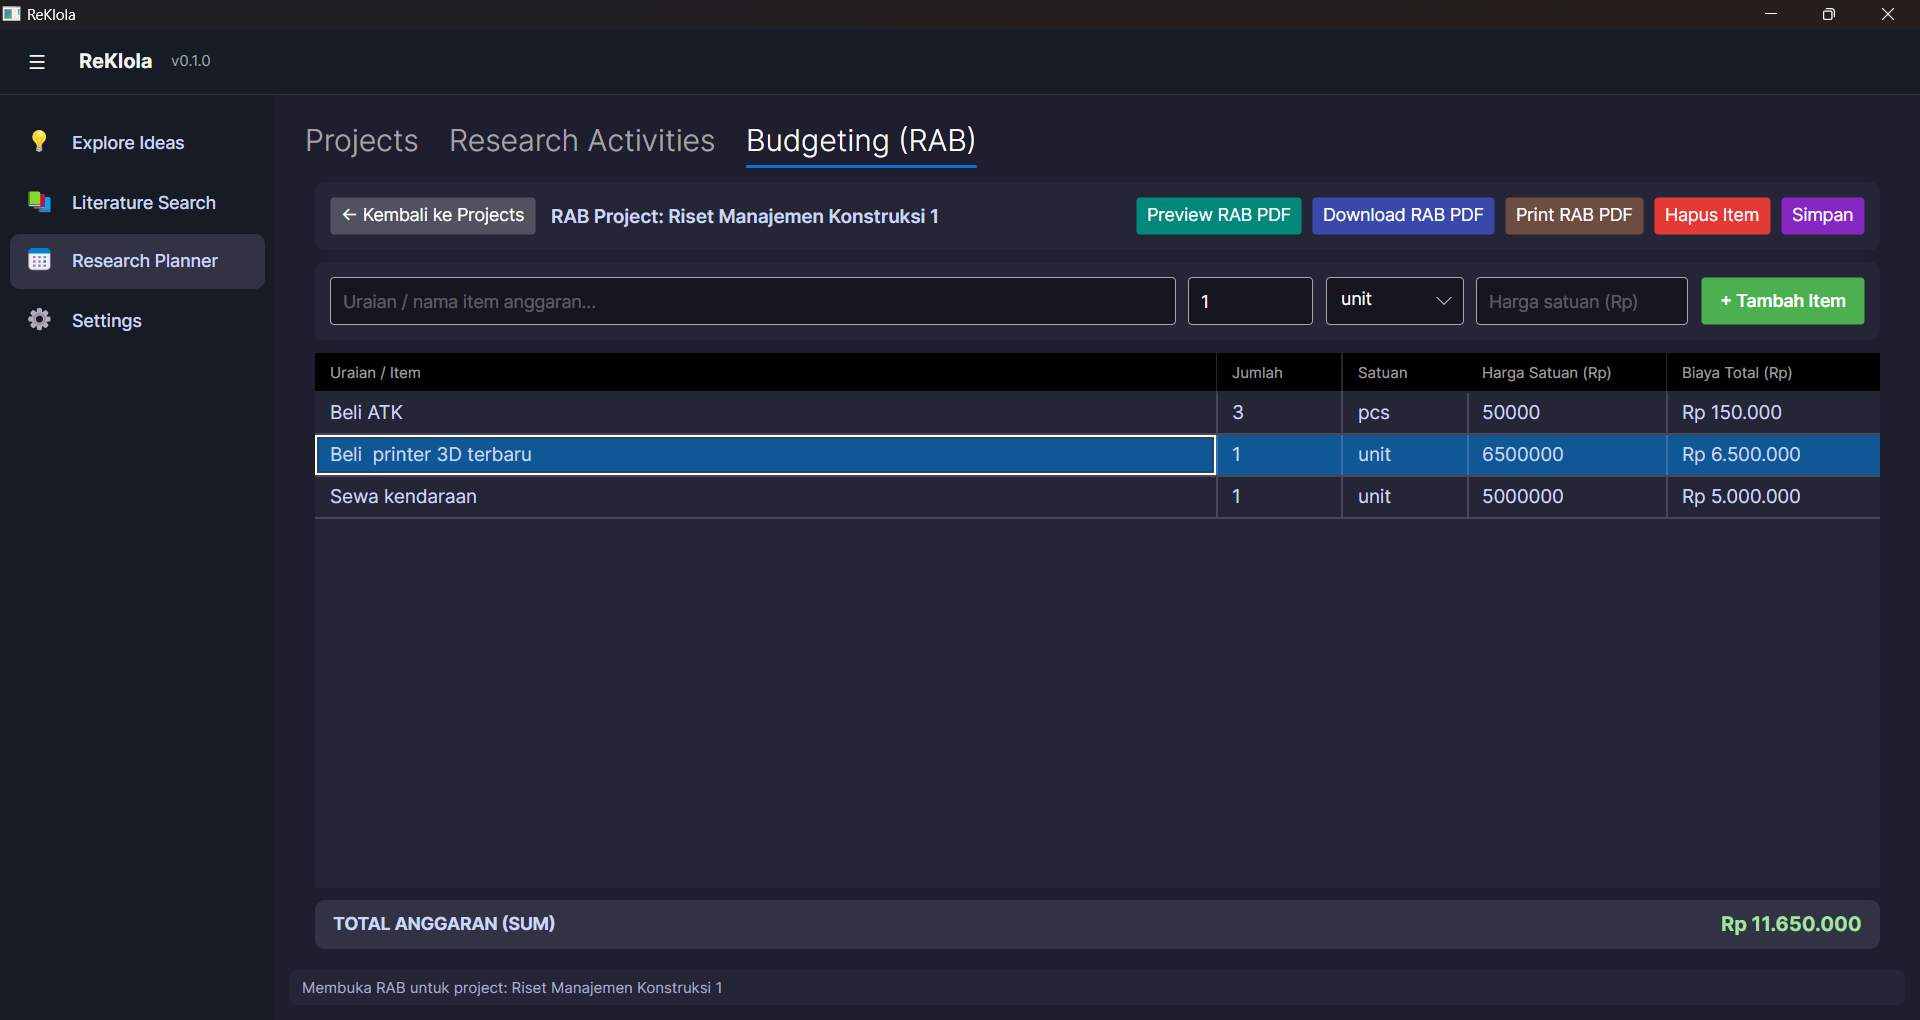 ReKlola
☰ ReKlola v0.1.0
Explore Ideas
Literature Search
Research Planner
Settings
Projects Research Activities Budgeting (RAB)
← Kembali ke Projects RAB Project: Riset Manajemen Konstruksi 1 Preview RAB PDF Download RAB PDF Print RAB PDF Hapus Item Simpan
Uraian / nama item anggaran... 1 unit Harga satuan (Rp) + Tambah Item
Uraian / Item Jumlah Satuan Harga Satuan (Rp) Biaya Total (Rp)
Beli ATK 3 pcs 50000 Rp 150.000
Beli  printer 3D terbaru 1 unit 6500000 Rp 6.500.000
Sewa kendaraan 1 unit 5000000 Rp 5.000.000
TOTAL ANGGARAN (SUM) Rp 11.650.000
Membuka RAB untuk project: Riset Manajemen Konstruksi 1